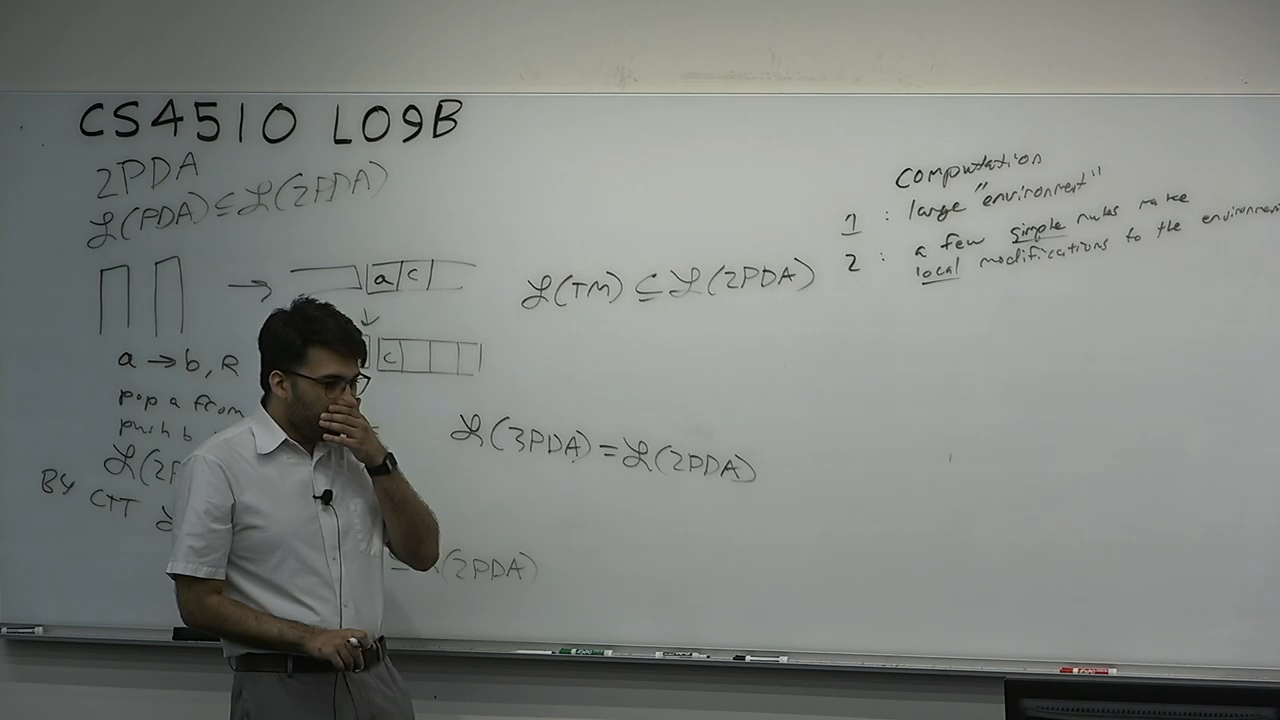 CS4510 L09B
2PDA
ℒ(PDA)⊆ℒ(2PDA)
→ a c
a → b, R
c
pop a from
push b
ℒ(2P
BY CTT
(2PDA)
ℒ(TM) ⊆ ℒ(2PDA)
ℒ(3PDA) = ℒ(2PDA)
computation
1 : large "environment"
2 : a few simple rules make
local modifications to the environment